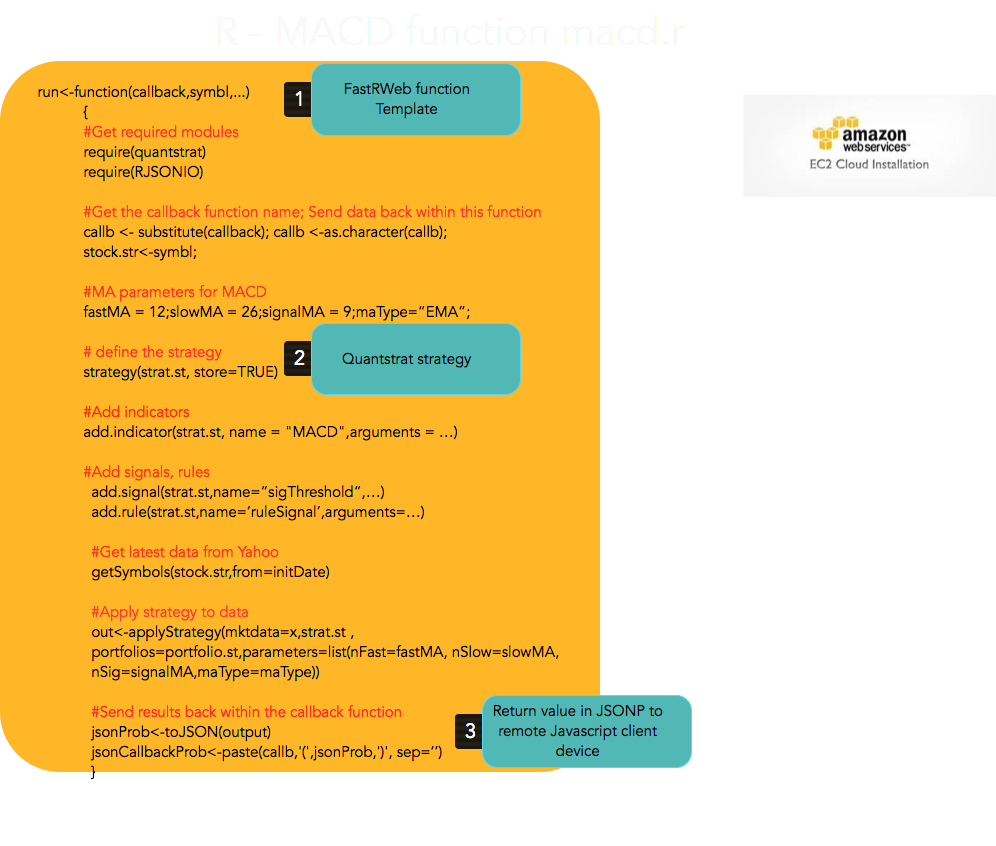 R - MACD function macd.r
run<-function(callback,symbl,...)
{
1
FastRWeb function
Template
#Get required modules
require(quantstrat)
require(RJSONIO)
amazon
web services™
EC2 Cloud Installation
#Get the callback function name; Send data back within this function
callb <- substitute(callback); callb <-as.character(callb);
stock.str<-symbl;
#MA parameters for MACD
fastMA = 12;slowMA = 26;signalMA = 9;maType=“EMA”;
# define the strategy
strategy(strat.st, store=TRUE)
2
Quantstrat strategy
#Add indicators
add.indicator(strat.st, name = "MACD",arguments = …)
#Add signals, rules
add.signal(strat.st,name=“sigThreshold“,…)
add.rule(strat.st,name=‘ruleSignal’,arguments=…)
#Get latest data from Yahoo
getSymbols(stock.str,from=initDate)
#Apply strategy to data
out<-applyStrategy(mktdata=x,strat.st ,
portfolios=portfolio.st,parameters=list(nFast=fastMA, nSlow=slowMA,
nSig=signalMA,maType=maType))
#Send results back within the callback function
jsonProb<-toJSON(output)
jsonCallbackProb<-paste(callb,'(',jsonProb,')', sep=‘’)
}
3
Return value in JSONP to
remote Javascript client
device